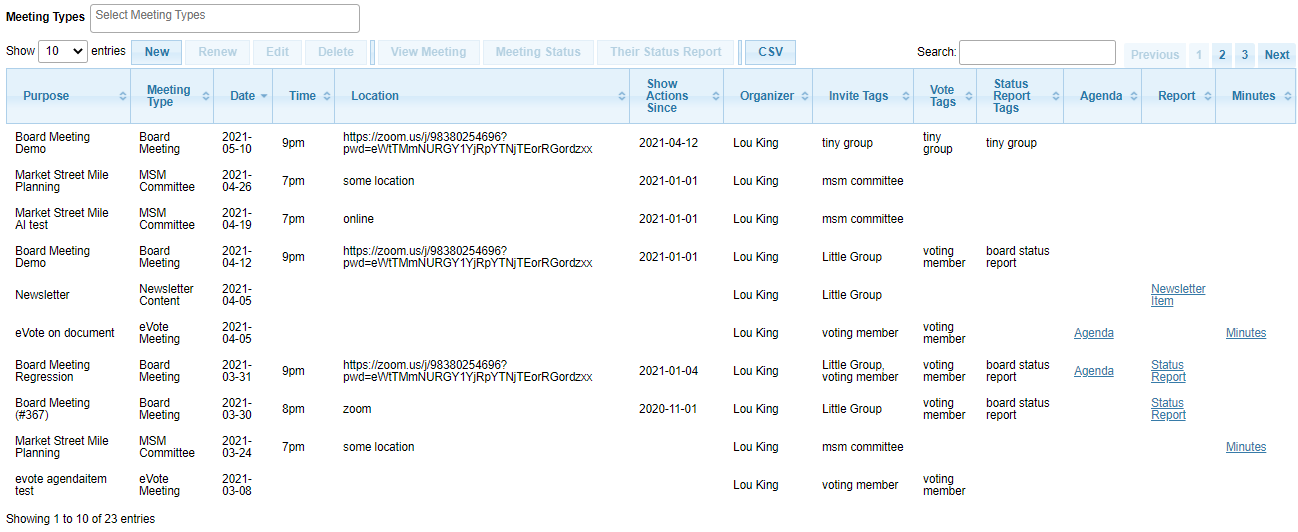 Meeting Types Select Meeting Types
Show 10 entries New Renew Edit Delete View Meeting Meeting Status Their Status Report CSV Search: Previous 1 2 3 Next
Purpose Meeting Type Date Time Location Show Actions Since Organizer Invite Tags Vote Tags Status Report Tags Agenda Report Minutes
Board Meeting Demo Board Meeting 2021-05-10 9pm https://zoom.us/j/98380254696?pwd=eWtTMmNURGY1YjRpYTNjTEorRGordzxx 2021-04-12 Lou King tiny group tiny group tiny group
Market Street Mile Planning MSM Committee 2021-04-26 7pm some location 2021-01-01 Lou King msm committee
Market Street Mile AI test MSM Committee 2021-04-19 7pm online 2021-01-01 Lou King msm committee
Board Meeting Demo Board Meeting 2021-04-12 9pm https://zoom.us/j/98380254696?pwd=eWtTMmNURGY1YjRpYTNjTEorRGordzxx 2021-01-01 Lou King Little Group voting member board status report
Newsletter Newsletter Content 2021-04-05 Lou King Little Group Newsletter Item
eVote on document eVote Meeting 2021-04-05 Lou King voting member voting member Agenda Minutes
Board Meeting Regression Board Meeting 2021-03-31 9pm https://zoom.us/j/98380254696?pwd=eWtTMmNURGY1YjRpYTNjTEorRGordzxx 2021-01-04 Lou King Little Group, voting member voting member board status report Agenda Status Report
Board Meeting (#367) Board Meeting 2021-03-30 8pm zoom 2020-11-01 Lou King Little Group voting member board status report Status Report
Market Street Mile Planning MSM Committee 2021-03-24 7pm some location Lou King msm committee Minutes
evote agendaitem test eVote Meeting 2021-03-08 Lou King voting member voting member
Showing 1 to 10 of 23 entries